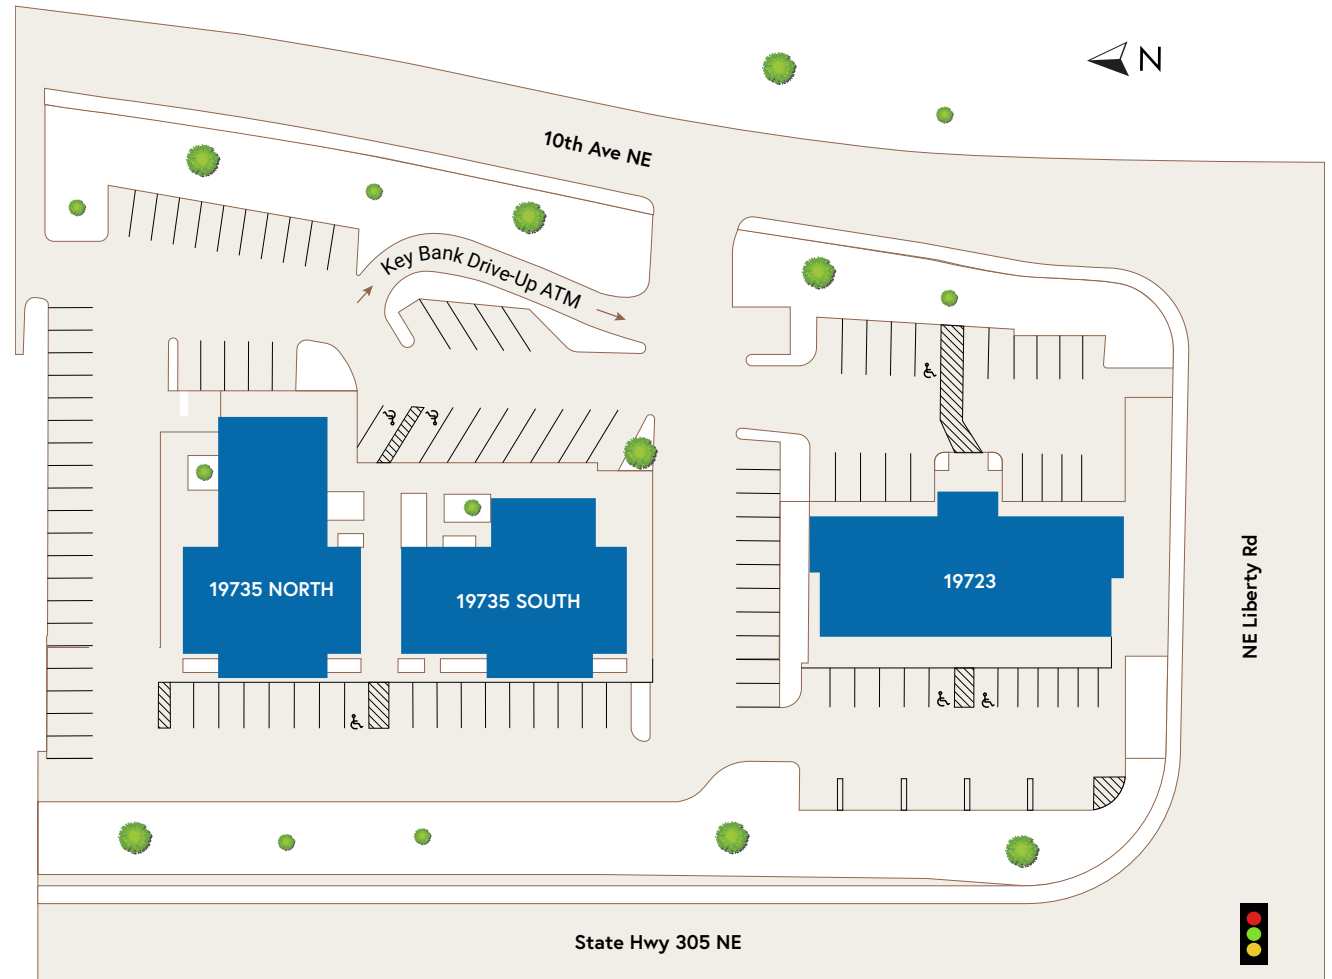 N
10th Ave NE
Key Bank Drive-Up ATM
19735 NORTH
19735 SOUTH
19723
NE Liberty Rd
State Hwy 305 NE